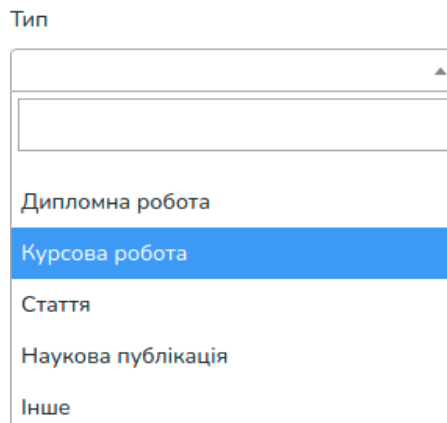 Тип
Дипломна робота
Курсова робота
Стаття
Наукова публікація
Інше